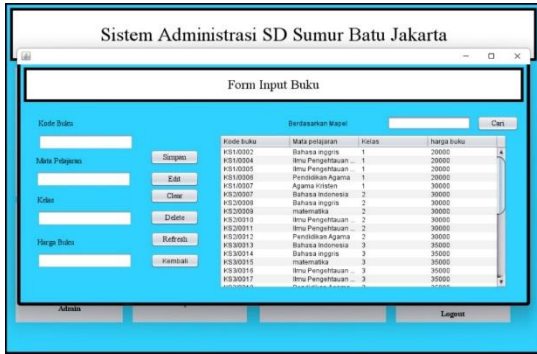 Sistem Administrasi SD Sumur Batu Jakarta
Form Input Buku
Kode Buku
Mata Pelajaran
Kelas
Harga Buku
Simpan
Edit
Clear
Delete
Refresh
Kembali
Berdasarkan Mapel
Cari
Kode buku Mata pelajaran Kelas harga buku
KS1/0002 Bahasa inggris 1 20000
KS1/0004 Ilmu Pengehtauan ... 1 20000
KS1/0005 Ilmu Pengehtauan ... 1 20000
KS1/0006 Pendidikan Agama 1 20000
KS1/0007 Agama Kristen 1 30000
KS2/0007 Bahasa Indonesia 2 30000
KS2/0008 Bahasa inggris 2 30000
KS2/0009 matematika 2 30000
KS2/0010 Ilmu Pengehtauan ... 2 30000
KS2/0011 Ilmu Pengehtauan ... 2 30000
KS2/0012 Pendidikan Agama 2 30000
KS3/0013 Bahasa Indonesia 3 35000
KS3/0014 Bahasa inggris 3 35000
KS3/0015 matematika 3 35000
KS3/0016 Ilmu Pengehtauan ... 3 35000
KS3/0017 Ilmu Pengehtauan ... 3 35000
Admin
Logout